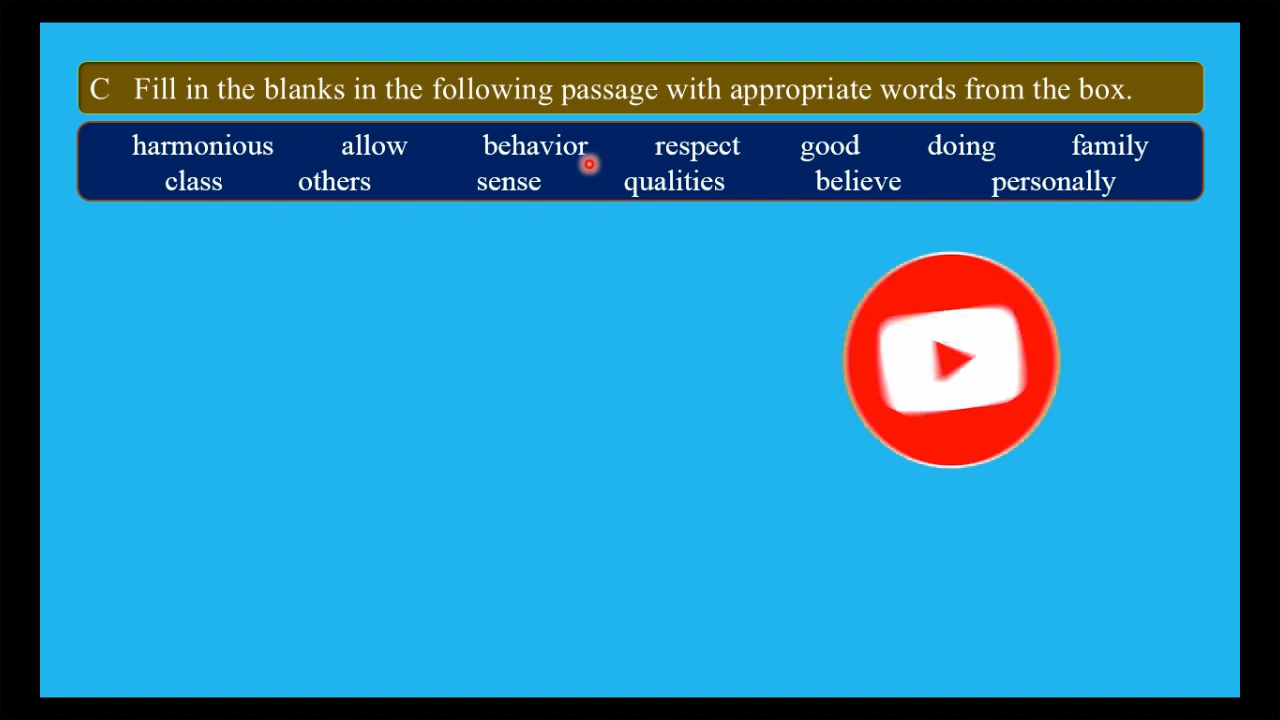 C Fill in the blanks in the following passage with appropriate words from the box.
harmonious allow behavior respect good doing family
class others sense qualities believe personally